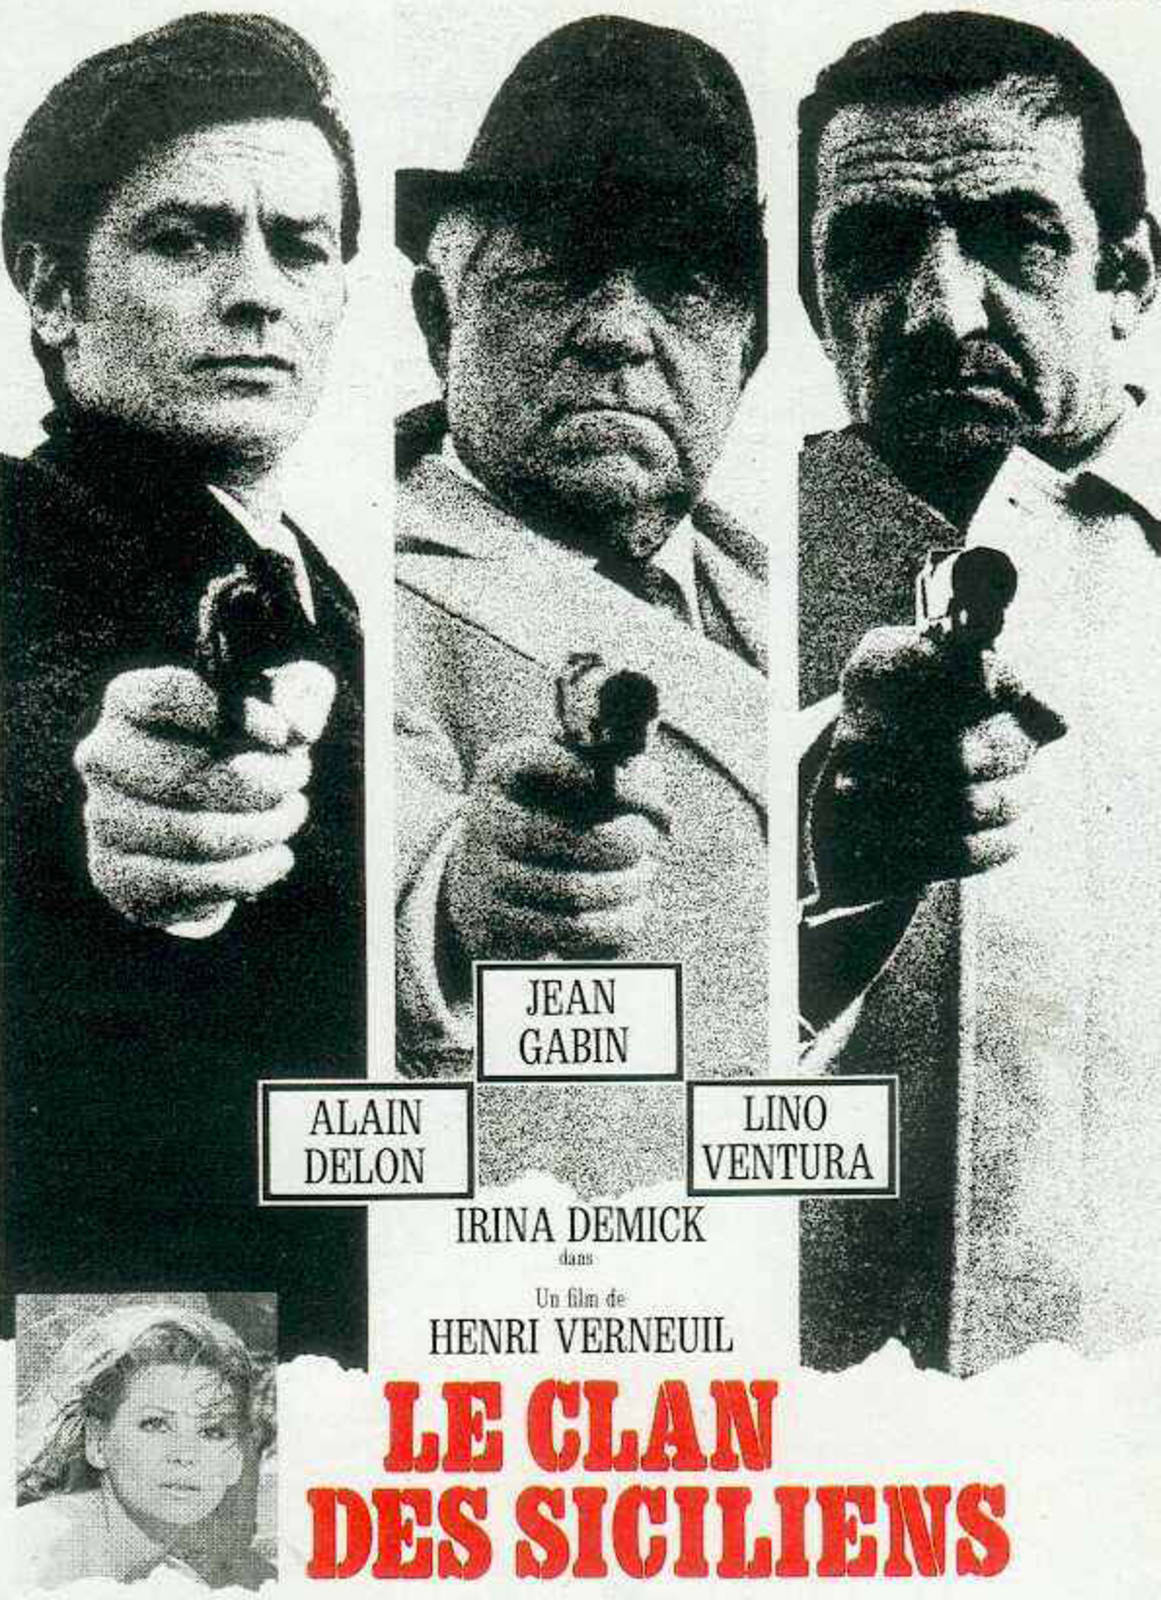 JEAN
GABIN
ALAIN
DELON
LINO
VENTURA
IRINA DEMICK
dans
Un film de
HENRI VERNEUIL
LE CLAN
DES SICILIENS